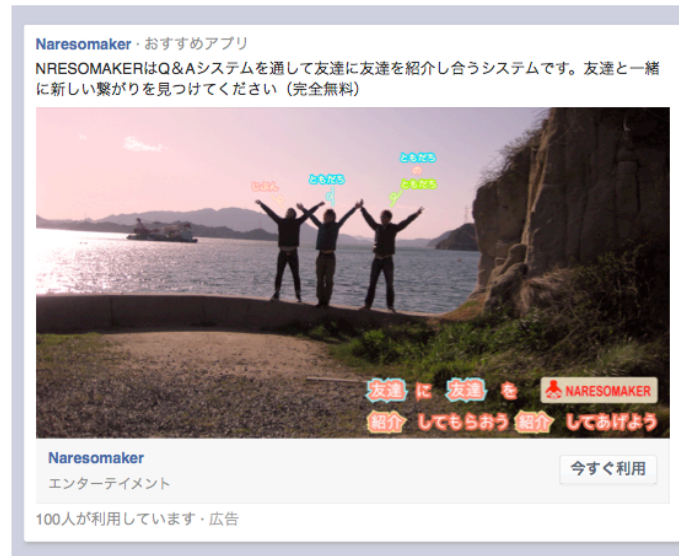 Naresomaker · おすすめアプリ
NRESOMAKERはQ&Aシステムを通して友達に友達を紹介し合うシステムです。友達と一緒
に新しい繋がりを見つけてください（完全無料）
ともだち
じぶん ともだち の ともだち
友達 に 友達 を NARESOMAKER
紹介 してもらおう 紹介 してあげよう
Naresomaker
エンターテイメント
今すぐ利用
100人が利用しています · 広告